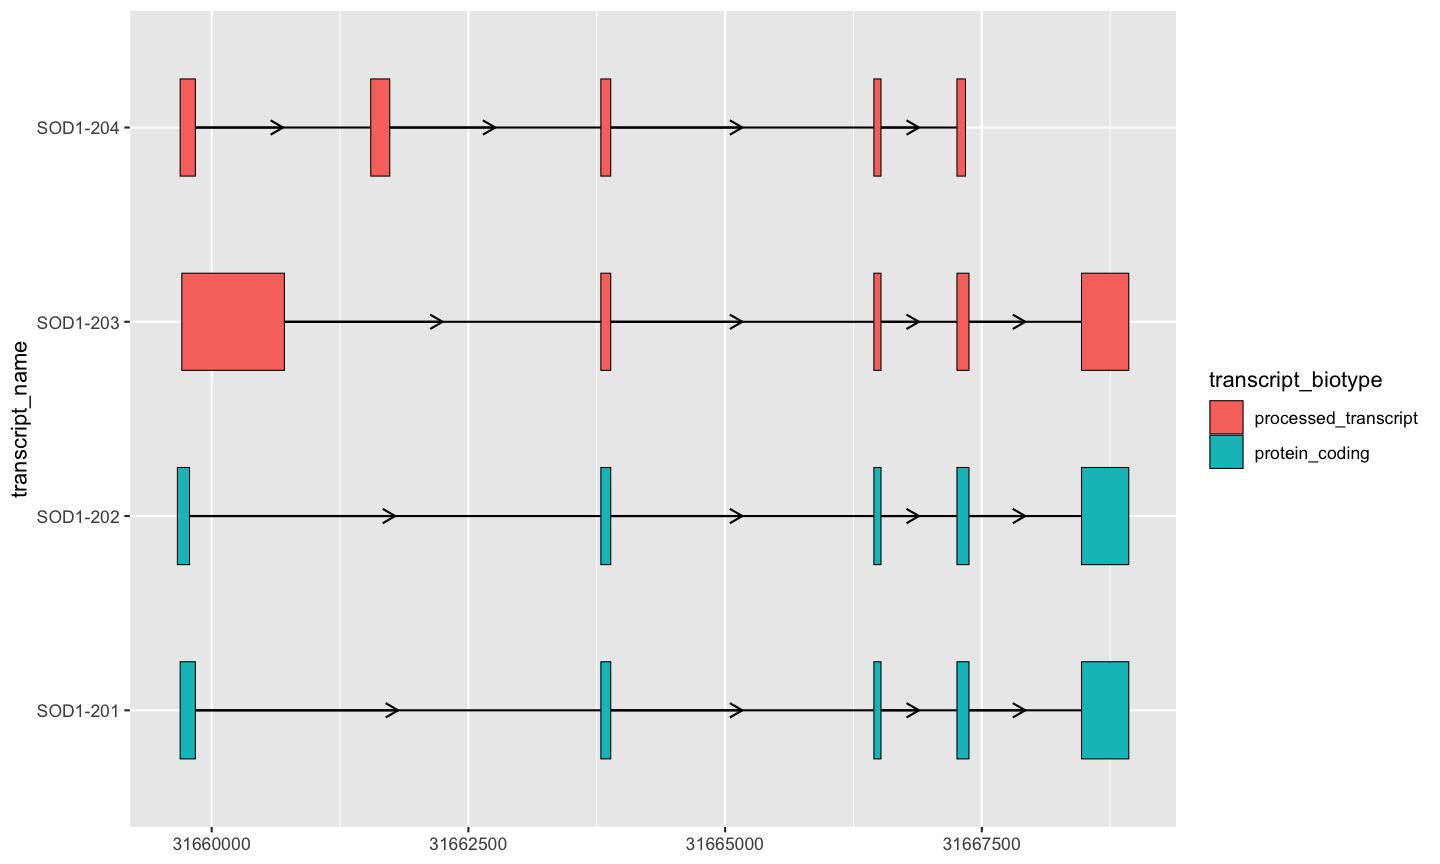 SOD1-204
SOD1-203
SOD1-202
SOD1-201
transcript_name
31660000
31662500
31665000
31667500
transcript_biotype
processed_transcript
protein_coding